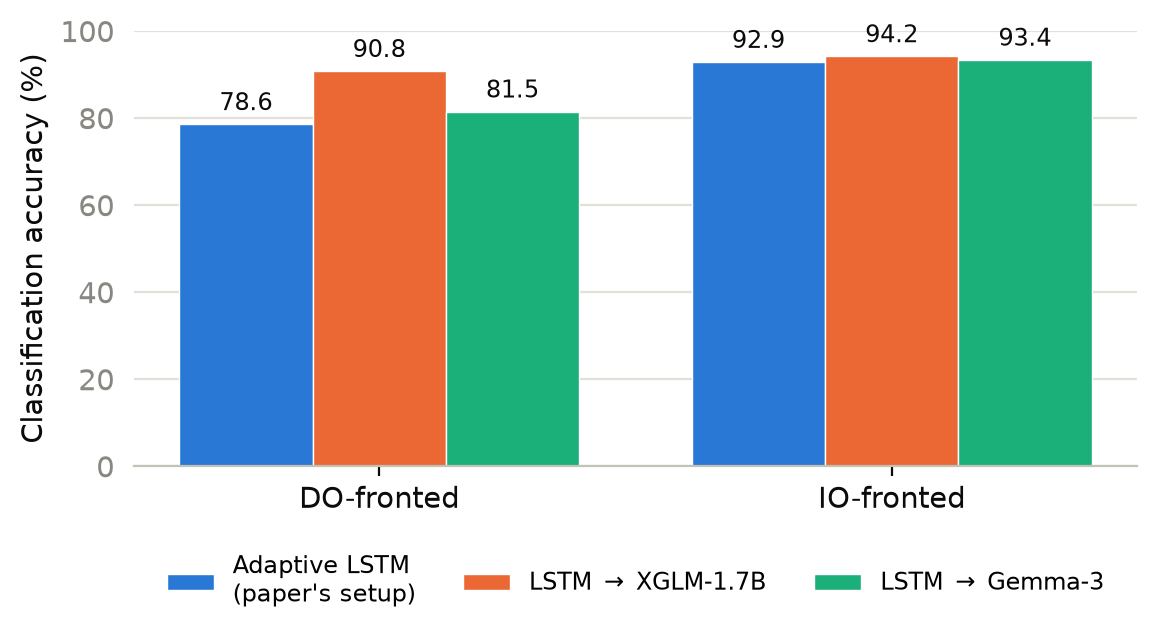 Classification accuracy (%)
100
80
60
40
20
0
78.6
90.8
81.5
92.9
94.2
93.4
DO-fronted
IO-fronted
Adaptive LSTM
(paper's setup)
LSTM → XGLM-1.7B
LSTM → Gemma-3